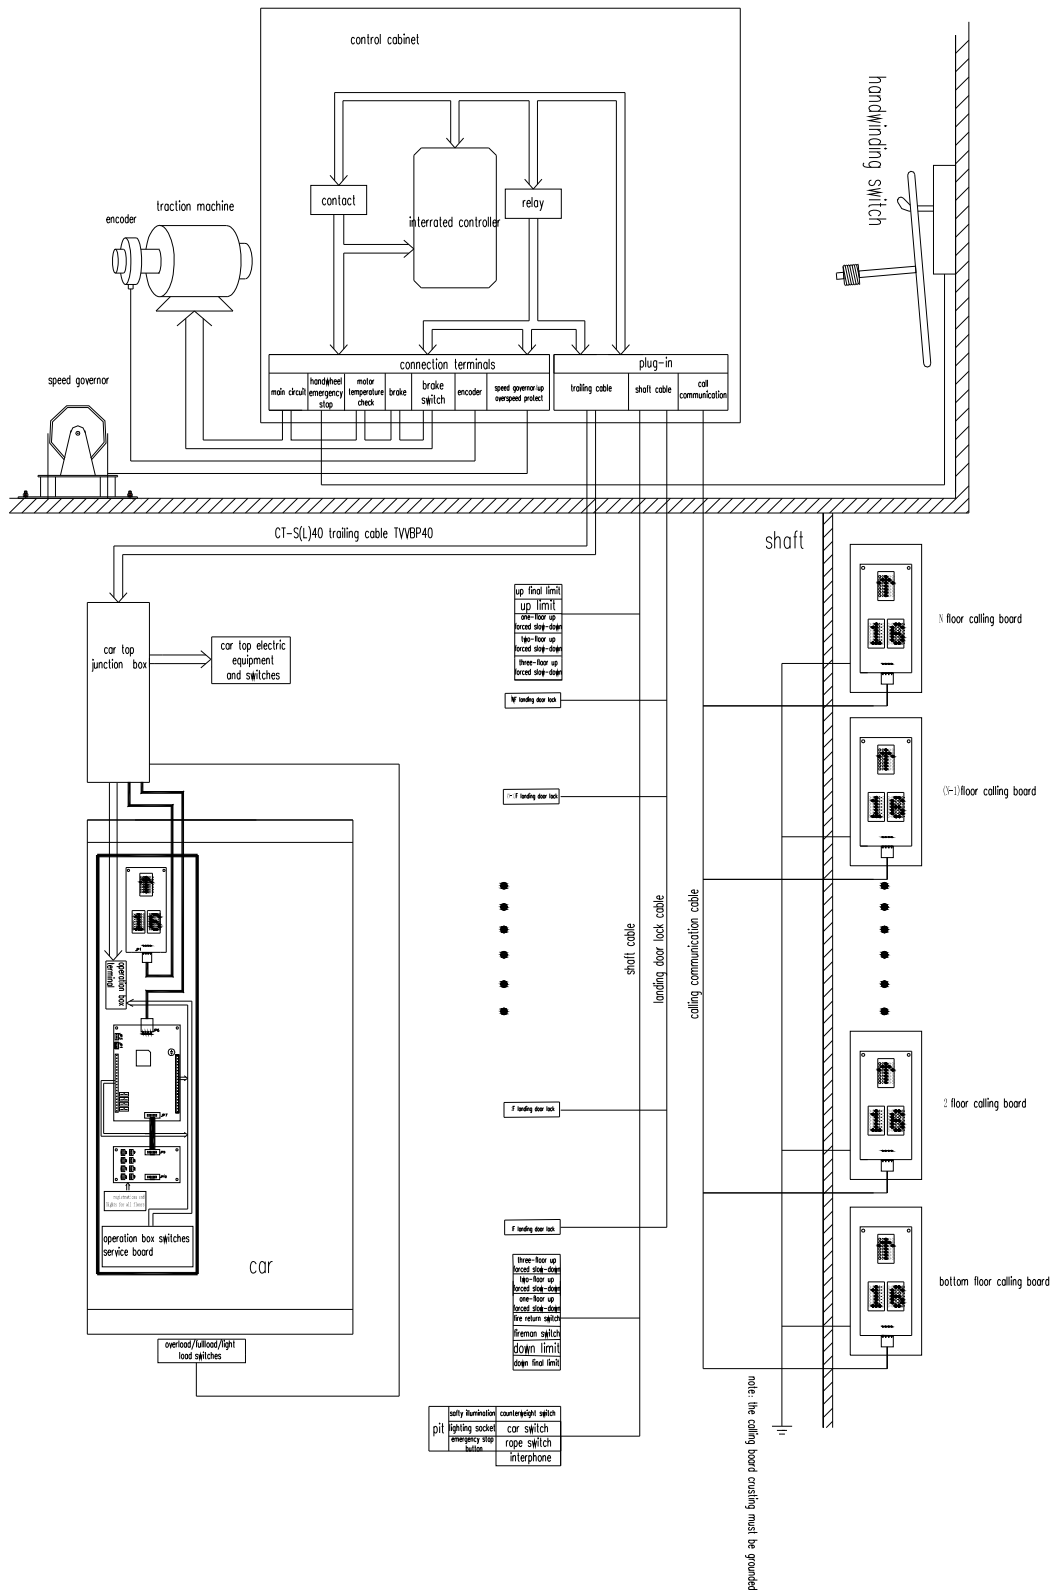 control cabinet
handwinding switch
contact
relay
interrated controller
traction machine
encoder
speed governor
connection terminals
plug-in
main circuit
handwheel
emergency
stop
motor
temperature
check
brake
brake
switch
encoder
speed governor/up
overspeed protect
trailing cable
shaft cable
call
communication
CT-S(L)40 trailing cable TVVBP40
shaft
car top
junction box
car top electric
equipment
and switches
up final limit
up limit
one-floor up
forced slow-down
two-floor up
forced slow-down
three-floor up
forced slow-down
NF landing door lock
landing door lock
F landing door lock
F landing door lock
N floor calling board
(N-1)floor calling board
2 floor calling board
bottom floor calling board
shaft cable
landing door lock cable
calling communication cable
JP1
operation box
terminal
operation box switches
service board
car
overload/fullload/light
load switches
three-floor up
forced slow-down
two-floor up
forced slow-down
one-floor up
forced slow-down
fire return switch
fireman switch
down limit
down final limit
pit
safty illumination
lighting socket
emergency stop
button
counterweight switch
car switch
rope switch
interphone
note: the calling board crusting must be grounded